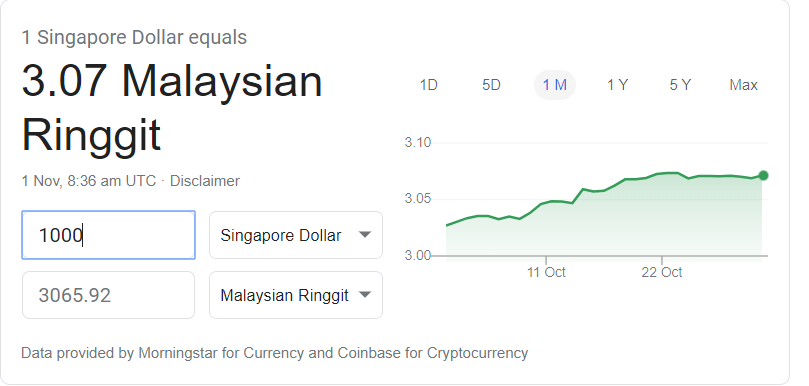 1 Singapore Dollar equals
3.07 Malaysian
Ringgit
1 Nov, 8:36 am UTC · Disclaimer
1000 Singapore Dollar
3065.92 Malaysian Ringgit
1D 5D 1 M 1 Y 5 Y Max
3.10
3.05
3.00
11 Oct 22 Oct
Data provided by Morningstar for Currency and Coinbase for Cryptocurrency